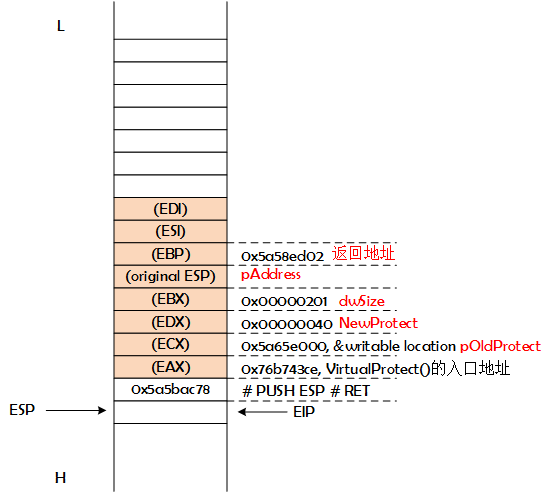 L
(EDI)
(ESI)
(EBP) 0x5a58ed02 返回地址
(original ESP) pAddress
(EBX) 0x00000201 dwSize
(EDX) 0x00000040 NewProtect
(ECX) 0x5a65e000, &writable location pOldProtect
(EAX) 0x76b743ce, VirtualProtect()的入口地址
0x5a5bac78 # PUSH ESP # RET
ESP EIP
H